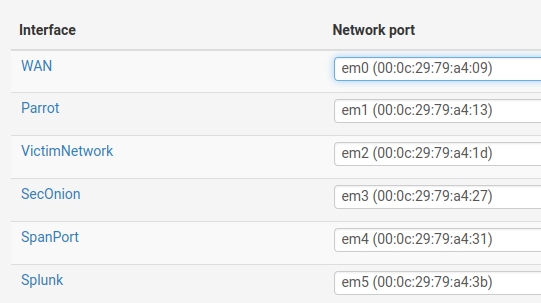 Interface Network port
WAN em0 (00:0c:29:79:a4:09)
Parrot em1 (00:0c:29:79:a4:13)
VictimNetwork em2 (00:0c:29:79:a4:1d)
SecOnion em3 (00:0c:29:79:a4:27)
SpanPort em4 (00:0c:29:79:a4:31)
Splunk em5 (00:0c:29:79:a4:3b)